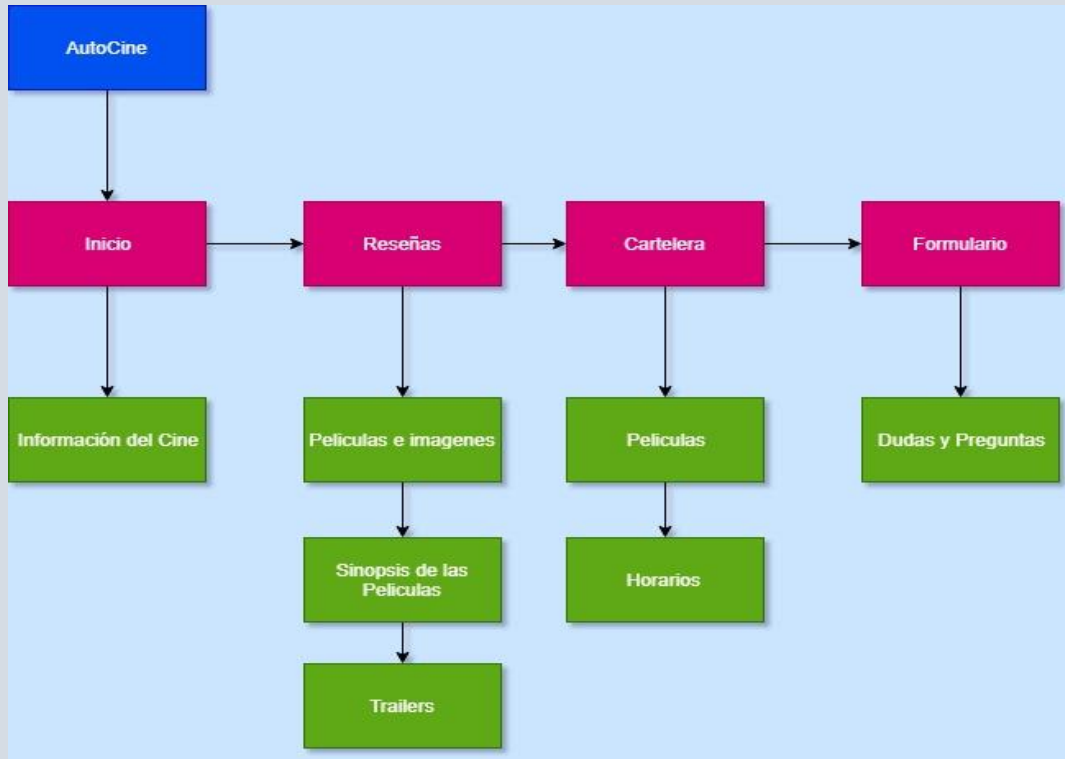 AutoCine
Inicio
Reseñas
Cartelera
Formulario
Información del Cine
Peliculas e imagenes
Peliculas
Dudas y Preguntas
Sinopsis de las
Peliculas
Horarios
Trailers